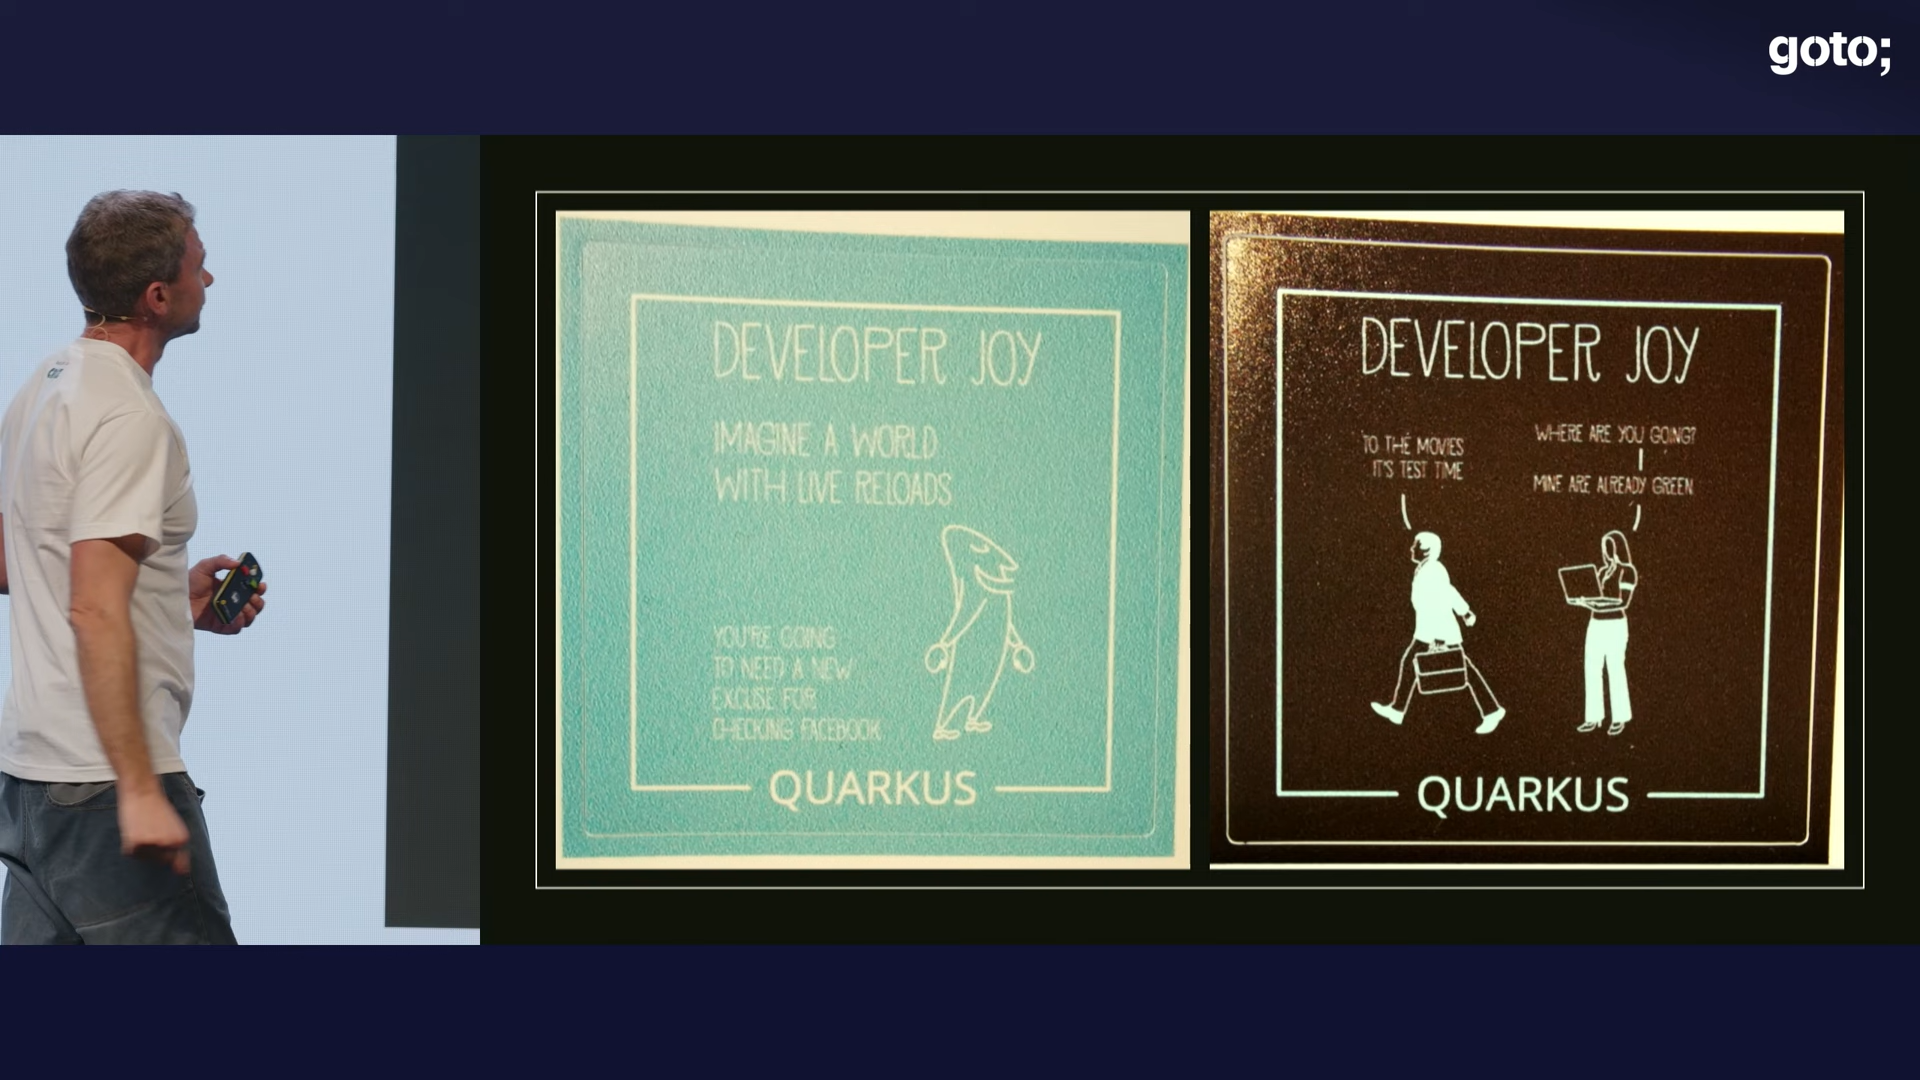 goto;
DEVELOPER JOY
IMAGINE A WORLD
WITH LIVE RELOADS
YOU'RE GOING
TO NEED A NEW
EXCUSE FOR
CHECKING FACEBOOK
QUARKUS
DEVELOPER JOY
WHERE ARE YOU GOING?
TO THE MOVIES
IT'S TEST TIME
MINE ARE ALREADY GREEN
QUARKUS